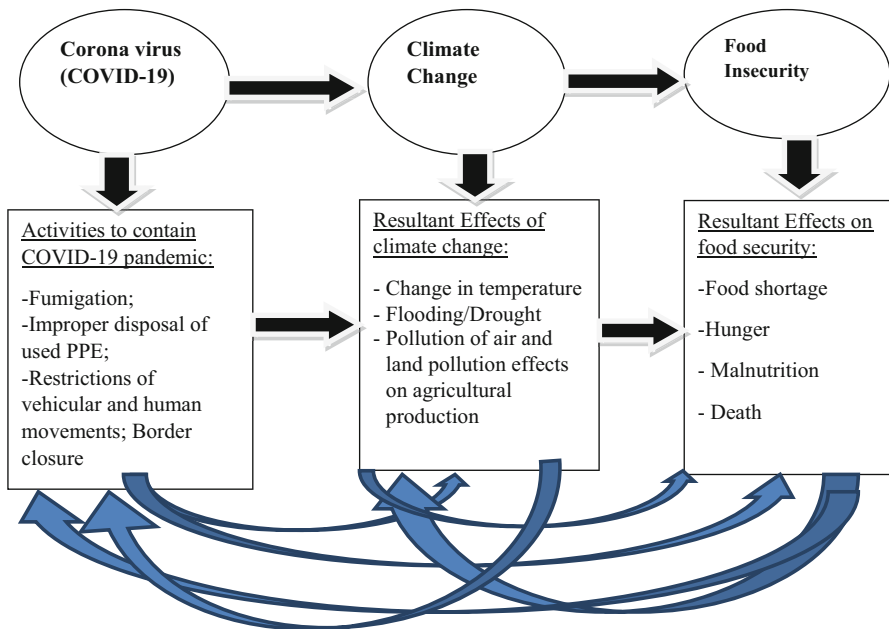 Corona virus
(COVID-19)
Climate
Change
Food
Insecurity
Activities to contain
COVID-19 pandemic:
-Fumigation;
-Improper disposal of
used PPE;
-Restrictions of
vehicular and human
movements; Border
closure
Resultant Effects of
climate change:
- Change in temperature
- Flooding/Drought
- Pollution of air and
land pollution effects
on agricultural
production
Resultant Effects on
food security:
-Food shortage
-Hunger
- Malnutrition
- Death